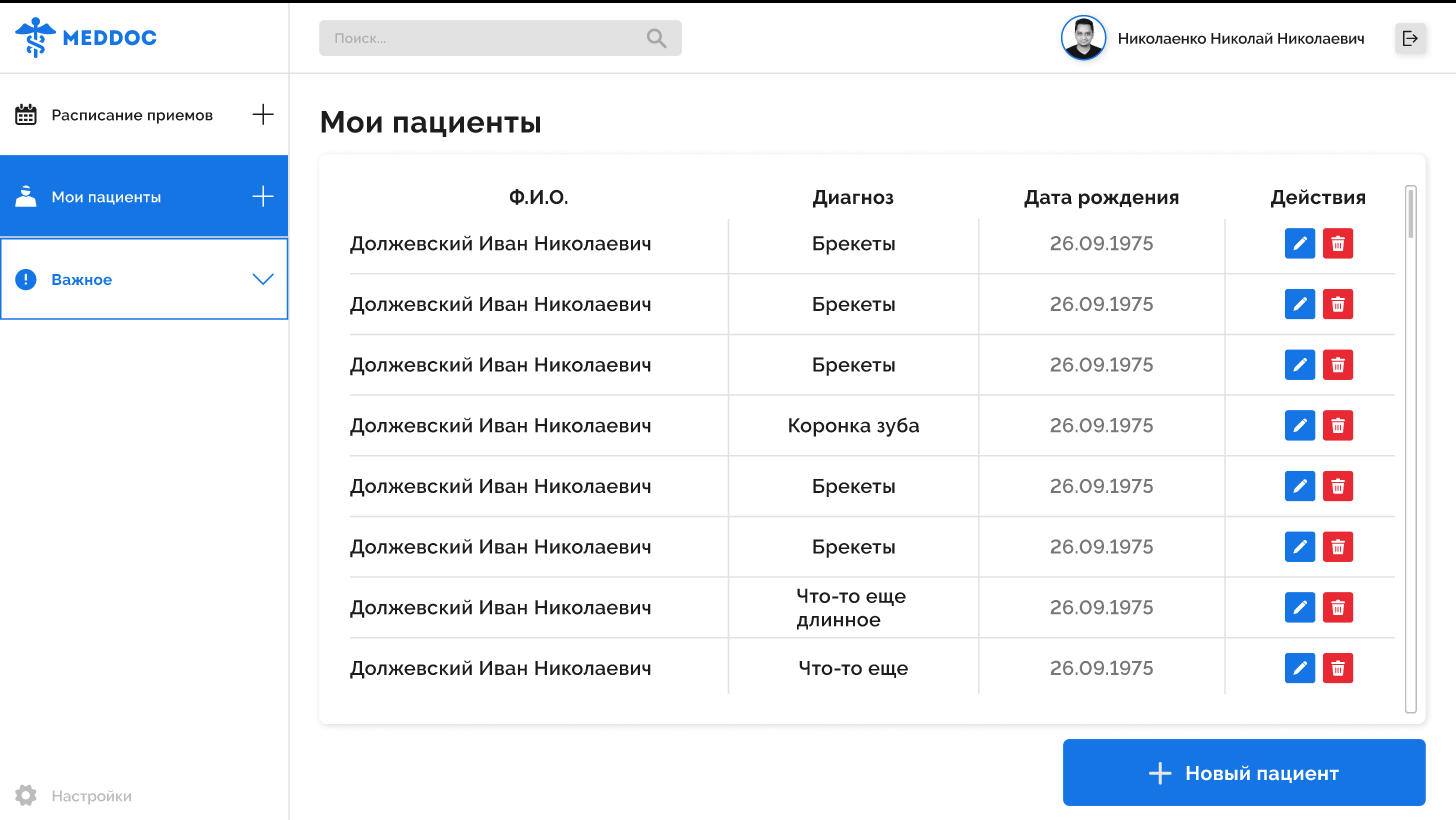 MEDDOC
Поиск...
Николаенко Николай Николаевич
Расписание приемов
Мои пациенты
Важное
Настройки
Мои пациенты
Ф.И.О. Диагноз Дата рождения Действия
Должевский Иван Николаевич Брекеты 26.09.1975
Должевский Иван Николаевич Брекеты 26.09.1975
Должевский Иван Николаевич Брекеты 26.09.1975
Должевский Иван Николаевич Коронка зуба 26.09.1975
Должевский Иван Николаевич Брекеты 26.09.1975
Должевский Иван Николаевич Брекеты 26.09.1975
Должевский Иван Николаевич Что-то еще
длинное 26.09.1975
Должевский Иван Николаевич Что-то еще 26.09.1975
Новый пациент